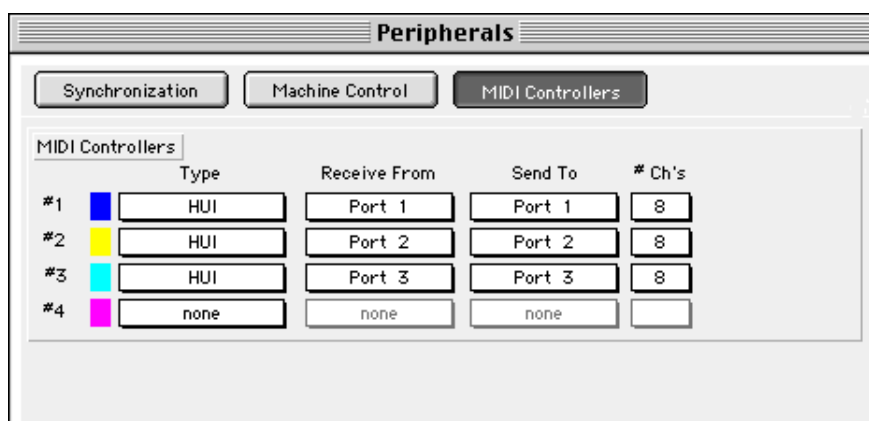 Peripherals
Synchronization Machine Control MIDI Controllers
MIDI Controllers
Type Receive From Send To # Ch's
#1 HUI Port 1 Port 1 8
#2 HUI Port 2 Port 2 8
#3 HUI Port 3 Port 3 8
#4 none none none